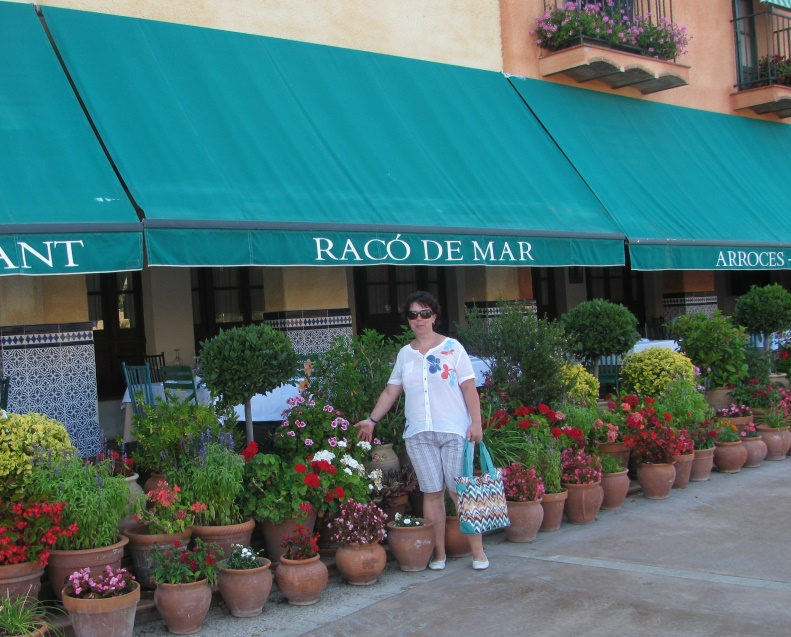 ANT
RACÓ DE MAR
ARROCES -